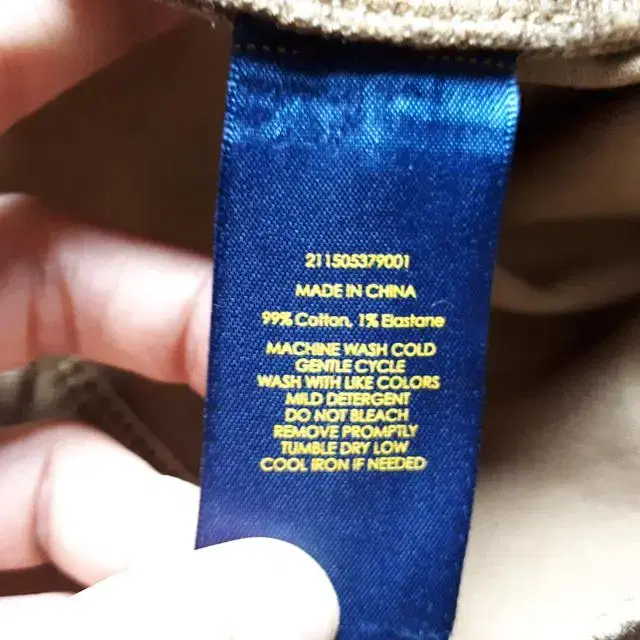 211505379001
MADE IN CHINA
99% Cotton, 1% Elastane
MACHINE WASH COLD
GENTLE CYCLE
WASH WITH LIKE COLORS
MILD DETERGENT
DO NOT BLEACH
REMOVE PROMPTLY
TUMBLE DRY LOW
COOL IRON IF NEEDED